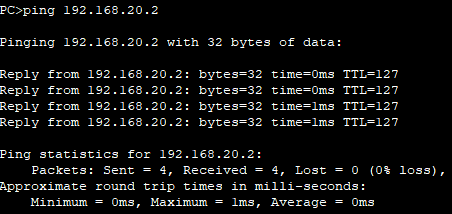 PC>ping 192.168.20.2
Pinging 192.168.20.2 with 32 bytes of data:
Reply from 192.168.20.2: bytes=32 time=0ms TTL=127
Reply from 192.168.20.2: bytes=32 time=0ms TTL=127
Reply from 192.168.20.2: bytes=32 time=1ms TTL=127
Reply from 192.168.20.2: bytes=32 time=1ms TTL=127
Ping statistics for 192.168.20.2:
    Packets: Sent = 4, Received = 4, Lost = 0 (0% loss),
Approximate round trip times in milli-seconds:
    Minimum = 0ms, Maximum = 1ms, Average = 0ms